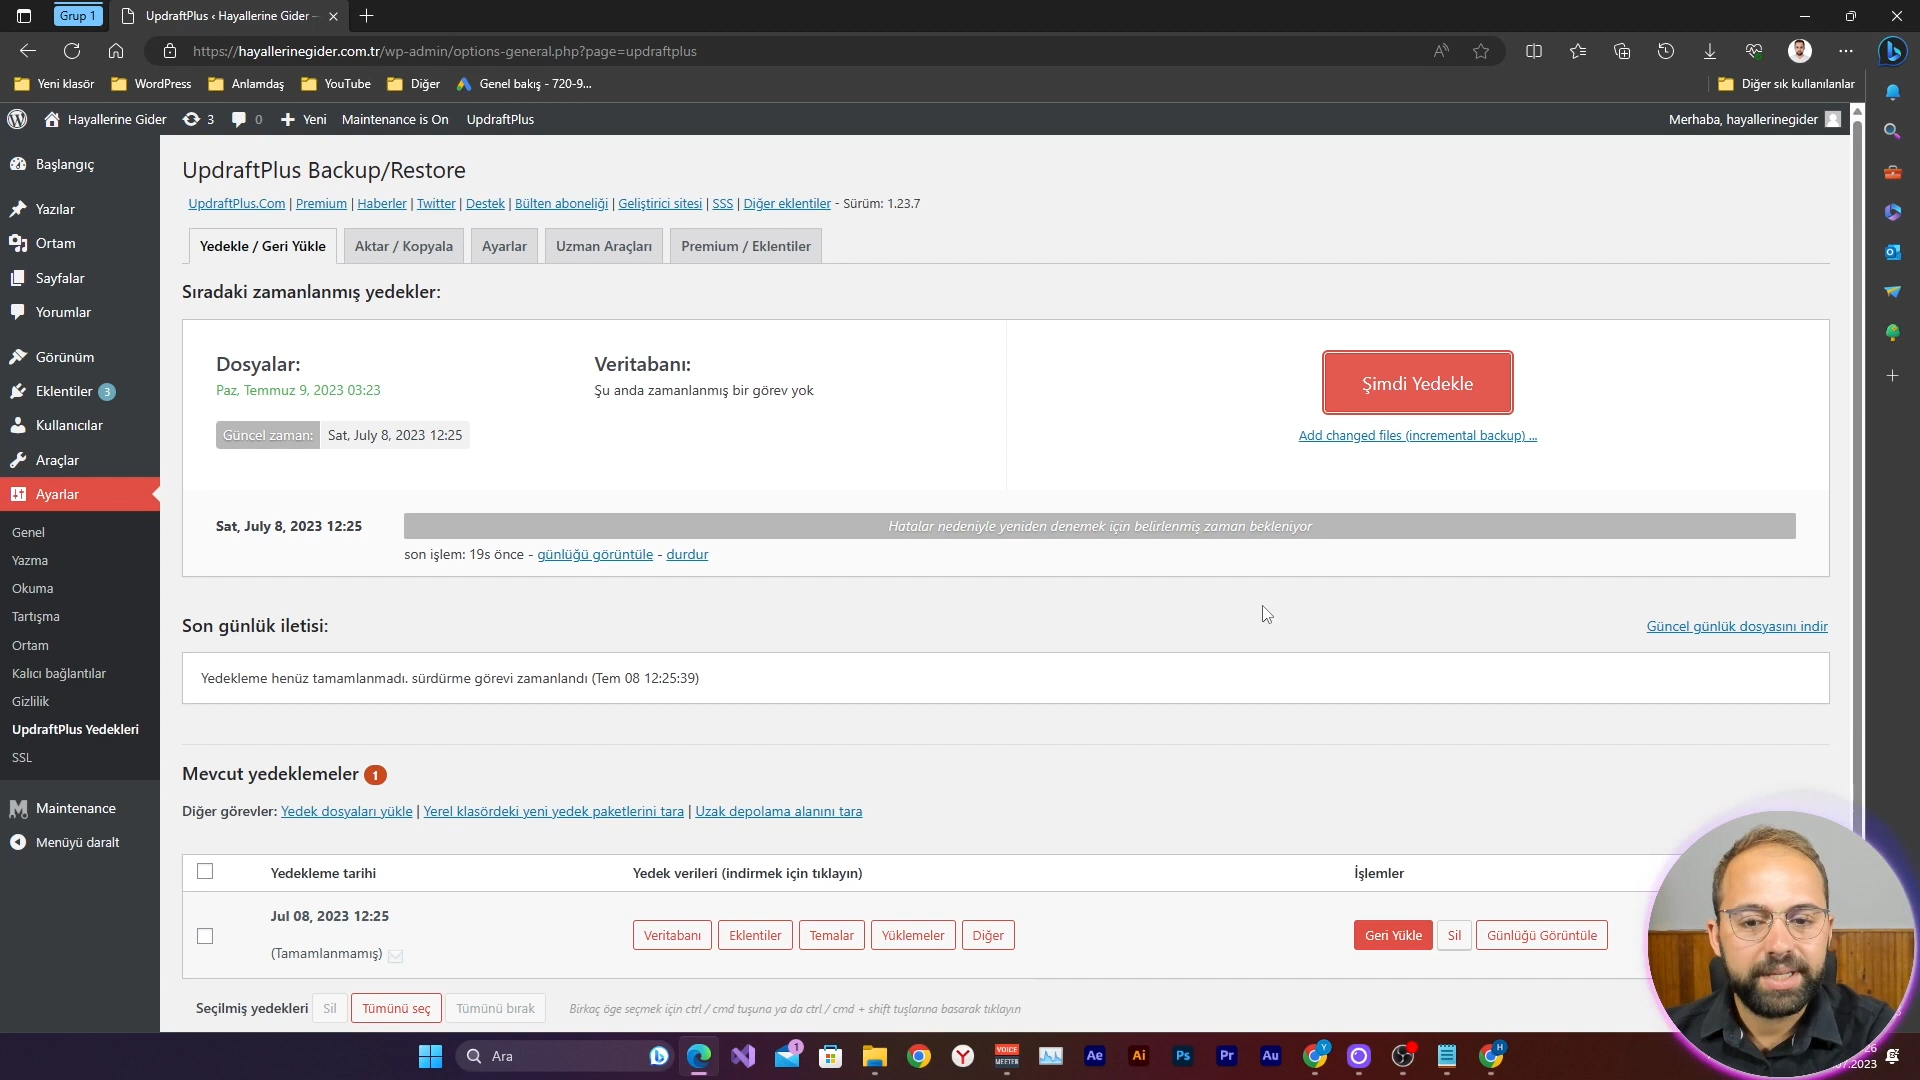 Grup 1
UpdraftPlus ‹ Hayallerine Gider –
https://hayallerinegider.com.tr/wp-admin/options-general.php?page=updraftplus
Yeni klasör
WordPress
Anlamdaş
YouTube
Diğer
Genel bakış - 720-9...
Diğer sık kullanılanlar
Hayallerine Gider
3
0
Yeni
Maintenance is On
UpdraftPlus
Merhaba, hayallerinegider
Başlangıç
Yazılar
Ortam
Sayfalar
Yorumlar
Görünüm
Eklentiler 3
Kullanıcılar
Araçlar
Ayarlar
Genel
Yazma
Okuma
Tartışma
Ortam
Kalıcı bağlantılar
Gizlilik
UpdraftPlus Yedekleri
SSL
Maintenance
Menüyü daralt
UpdraftPlus Backup/Restore
UpdraftPlus.Com | Premium | Haberler | Twitter | Destek | Bülten aboneliği | Geliştirici sitesi | SSS | Diğer eklentiler - Sürüm: 1.23.7
Yedekle / Geri Yükle
Aktar / Kopyala
Ayarlar
Uzman Araçları
Premium / Eklentiler
Sıradaki zamanlanmış yedekler:
Dosyalar:
Paz, Temmuz 9, 2023 03:23
Veritabanı:
Şu anda zamanlanmış bir görev yok
Güncel zaman: Sat, July 8, 2023 12:25
Şimdi Yedekle
Add changed files (incremental backup) ...
Sat, July 8, 2023 12:25
Hatalar nedeniyle yeniden denemek için belirlenmiş zaman bekleniyor
son işlem: 19s önce - günlüğü görüntüle - durdur
Son günlük iletisi:
Güncel günlük dosyasını indir
Yedekleme henüz tamamlanmadı. sürdürme görevi zamanlandı (Tem 08 12:25:39)
Mevcut yedeklemeler 1
Diğer görevler: Yedek dosyaları yükle | Yerel klasördeki yeni yedek paketlerini tara | Uzak depolama alanını tara
Yedekleme tarihi
Yedek verileri (indirmek için tıklayın)
İşlemler
Jul 08, 2023 12:25
(Tamamlanmamış)
Veritabanı
Eklentiler
Temalar
Yüklemeler
Diğer
Geri Yükle
Sil
Günlüğü Görüntüle
Seçilmiş yedekleri
Sil
Tümünü seç
Tümünü bırak
Birkaç öge seçmek için ctrl / cmd tuşuna ya da ctrl / cmd + shift tuşlarına basarak tıklayın
Ara
1
VOICE
MEETER
Ae
Ai
Ps
Pr
Au
Y
H